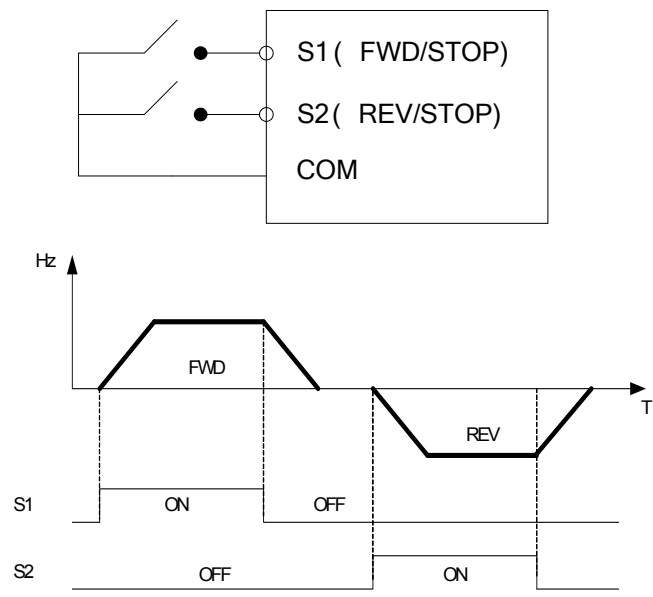 S1( FWD/STOP)
S2( REV/STOP)
COM
Hz
FWD
T
REV
S1 ON OFF
S2 OFF ON